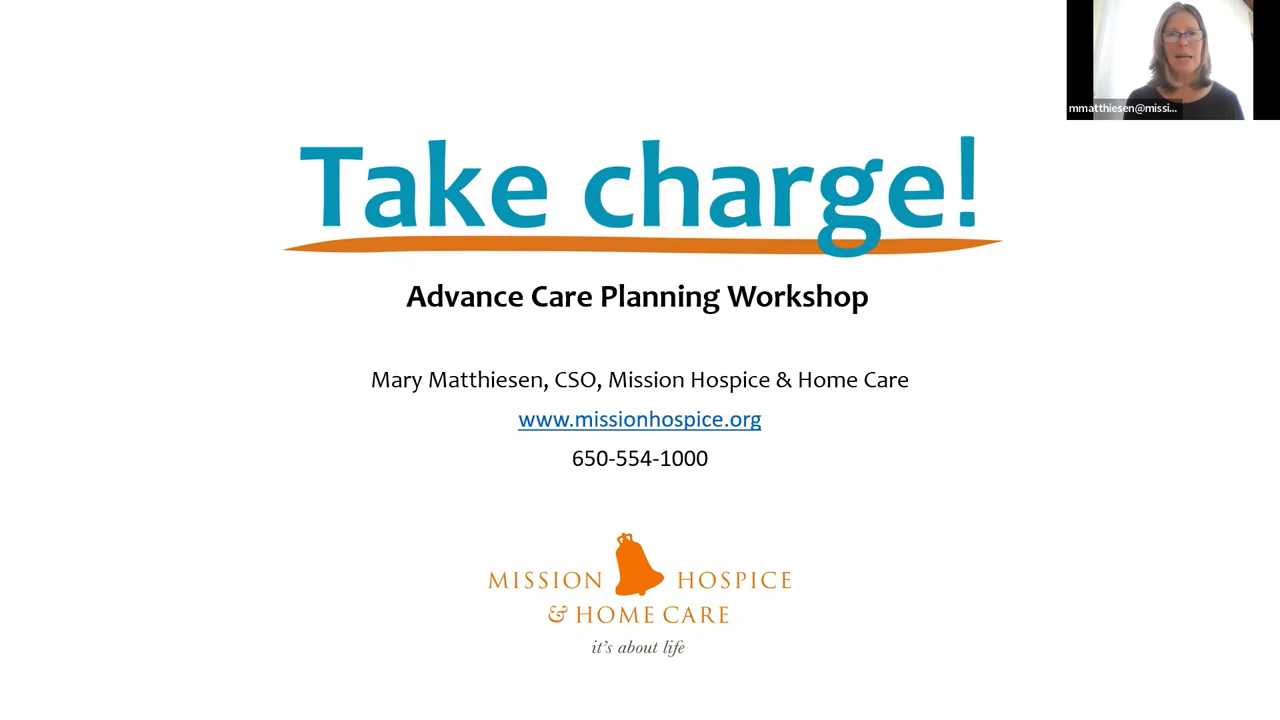 mmatthiesen@missi...
Take charge!
Advance Care Planning Workshop
Mary Matthiesen, CSO, Mission Hospice & Home Care
www.missionhospice.org
650-554-1000
MISSION HOSPICE
& HOME CARE
it's about life